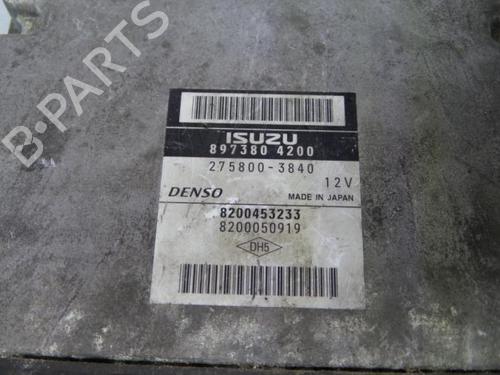 B-PARTS
ISUZU
897380 4200
275800-3840
12V
DENSO
MADE IN JAPAN
8200453233
8200050919
DH5